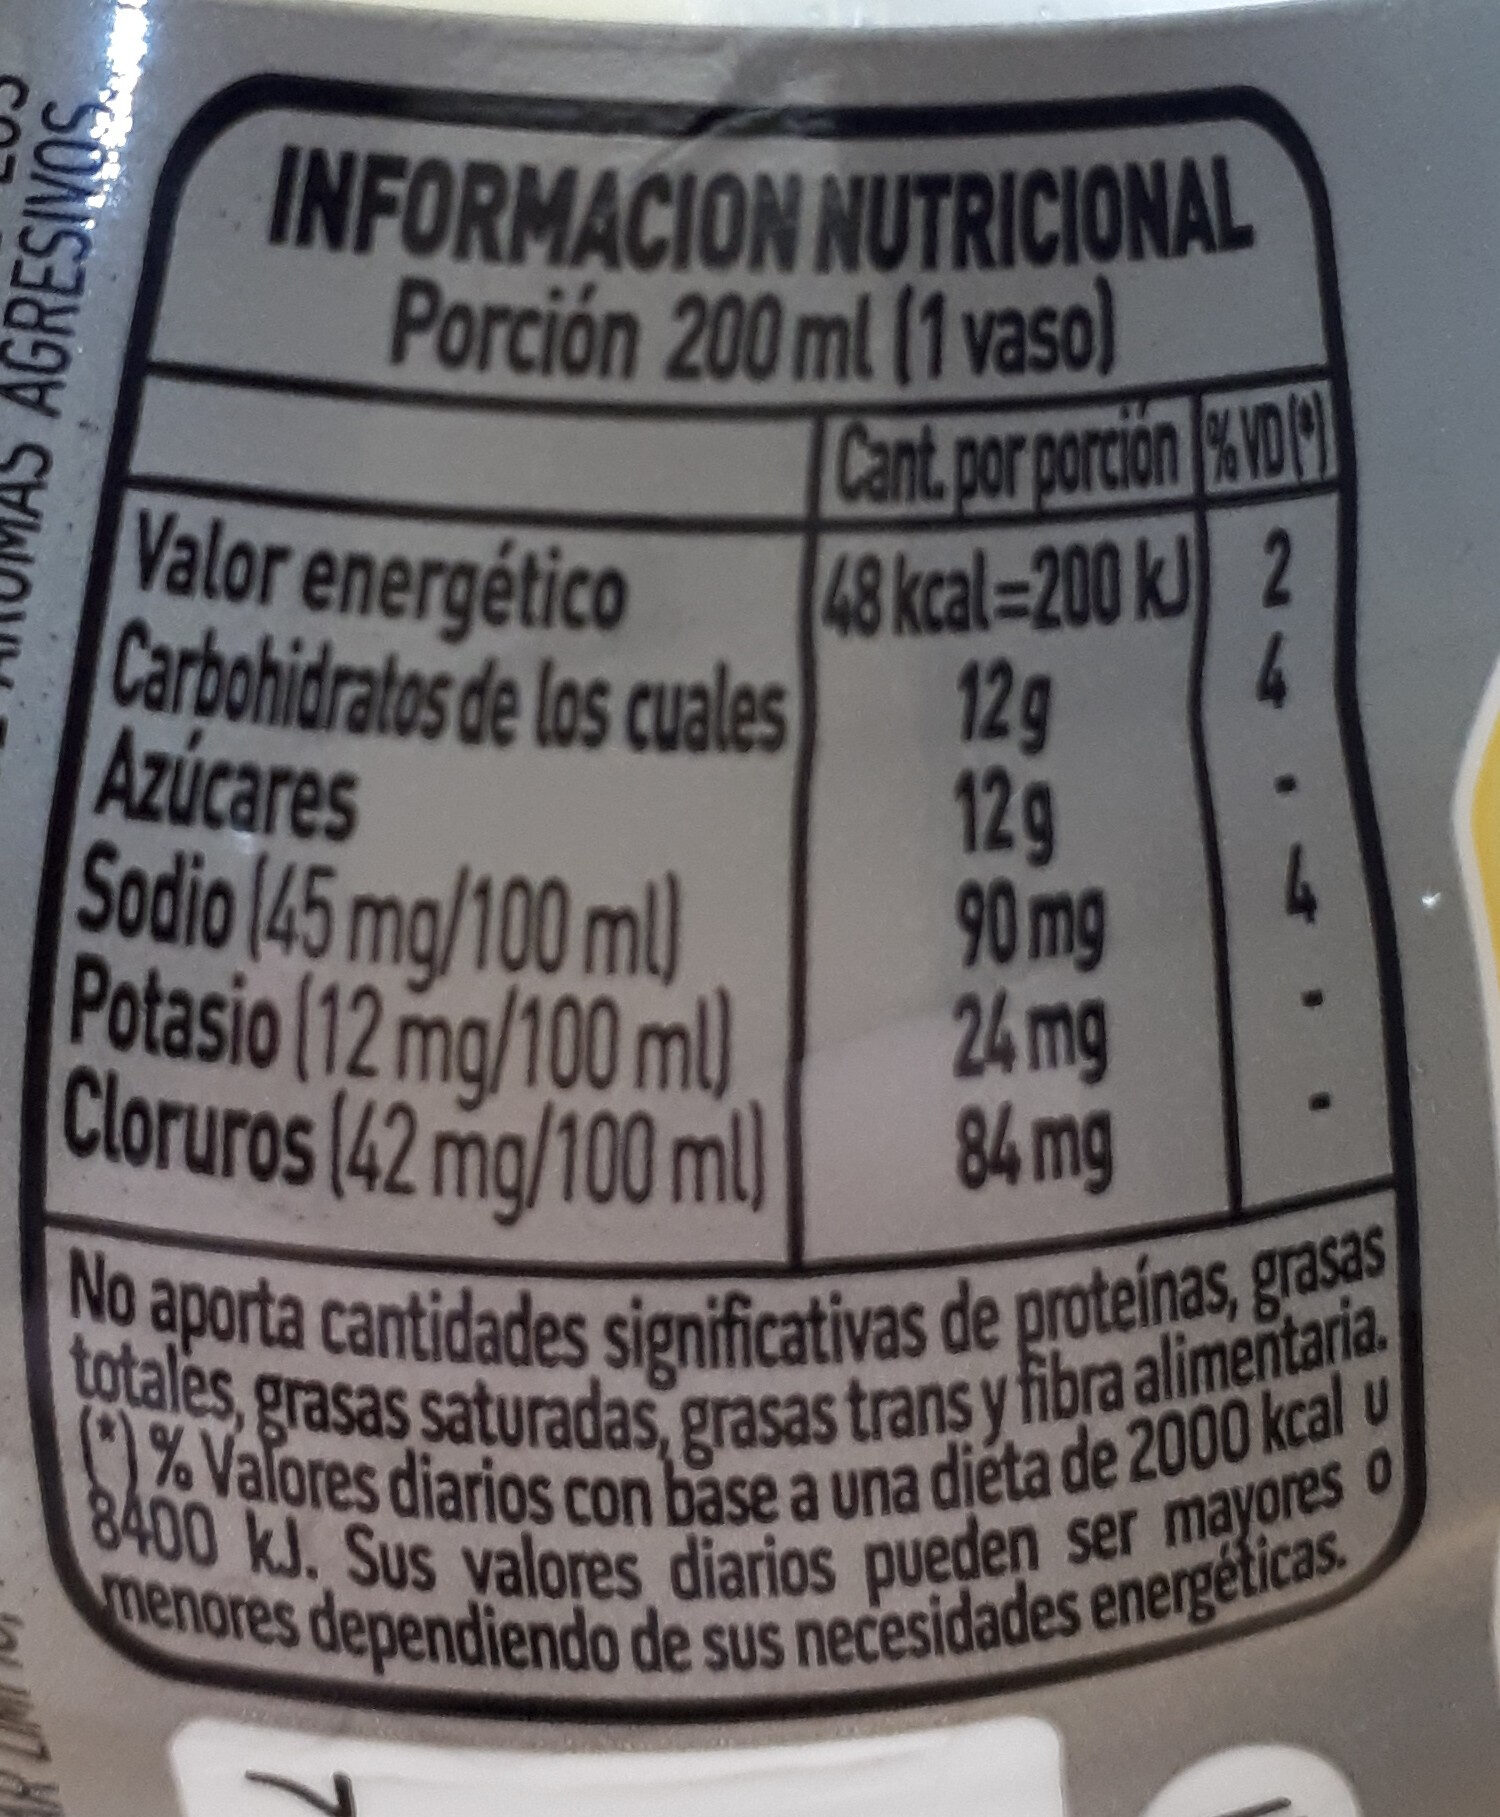 AGRESIVOS.
INFORMACION NUTRICIONAL
Porción 200 ml (1 vaso)
Cant. por porción %VD(*)
Valor energético 48 kcal=200 kJ 2
Carbohidratos de los cuales 12 g 4
Azúcares 12 g -
Sodio (45 mg/100 ml) 90 mg 4
Potasio (12 mg/100 ml) 24 mg -
Cloruros (42 mg/100 ml) 84 mg -
No aporta cantidades significativas de proteínas, grasas
totales, grasas saturadas, grasas trans y fibra alimentaria.
(*) % Valores diarios con base a una dieta de 2000 kcal u
8400 kJ. Sus valores diarios pueden ser mayores o
menores dependiendo de sus necesidades energéticas.